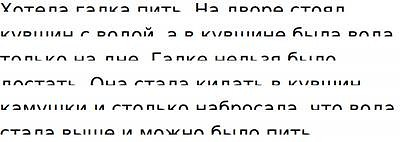 Хотела галка пить. На дворе стоял
кувшин с водой, а в кувшине была вода
только на дне. Галке нельзя было
достать. Она стала кидать в кувшин
камушки и столько набросала, что вода
стала выше и можно было пить.